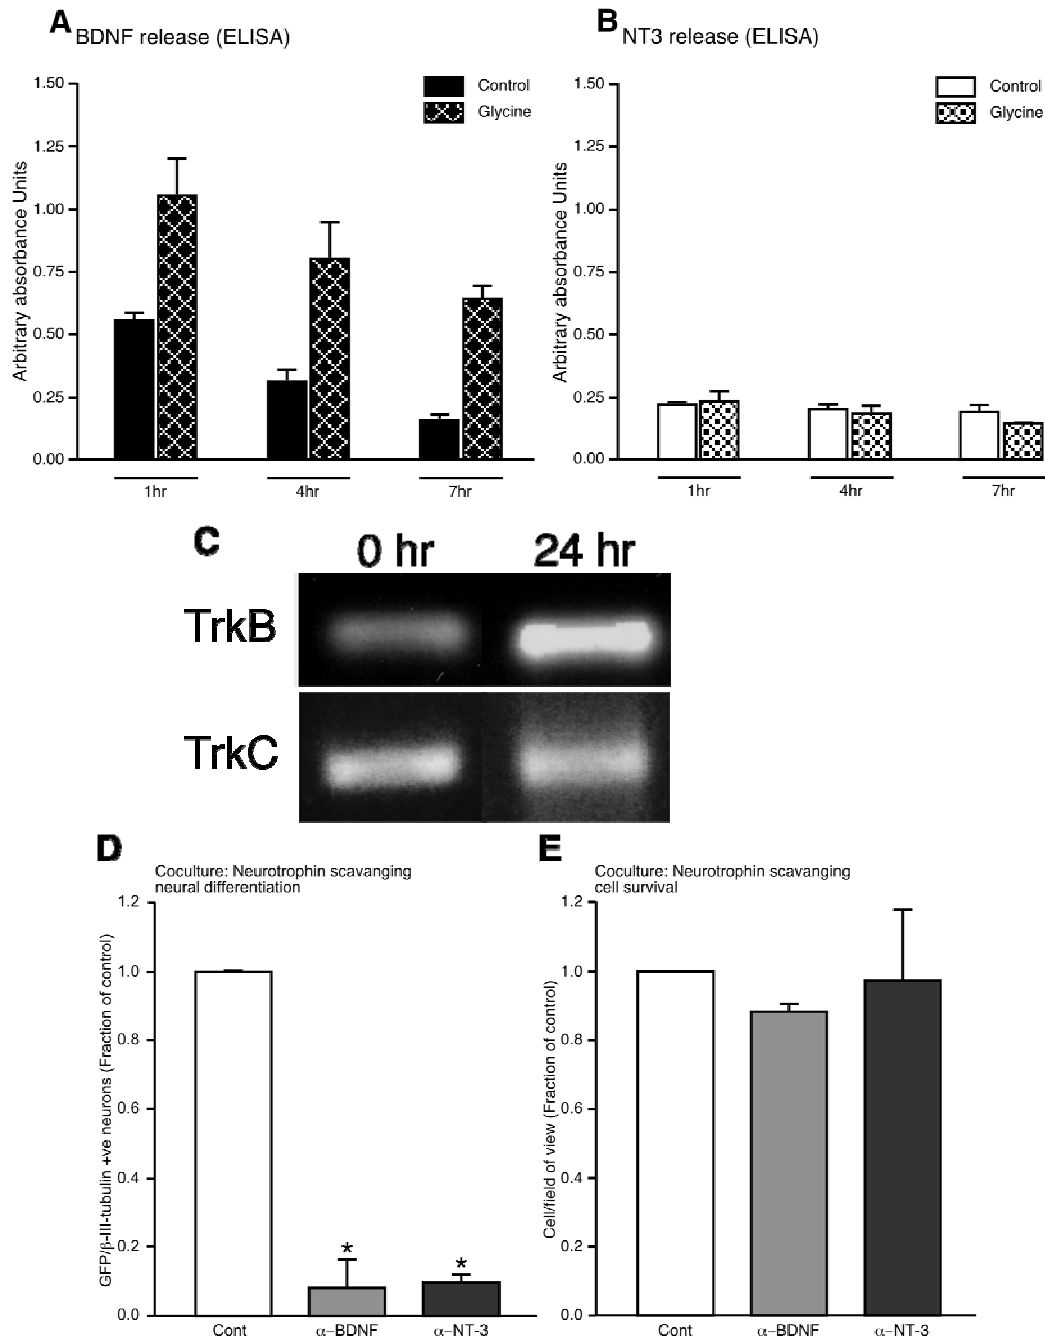 A BDNF release (ELISA)
Arbitrary absorbance Units
1.50
1.25
1.00
0.75
0.50
0.25
0.00
Control
Glycine
1hr 4hr 7hr
B NT3 release (ELISA)
Arbitrary absorbance Units
1.50
1.25
1.00
0.75
0.50
0.25
0.00
Control
Glycine
1hr 4hr 7hr
C 0 hr 24 hr
TrkB
TrkC
D
Coculture: Neurotrophin scavanging
neural differentiation
GFP/β-III-tubulin +ve neurons (Fraction of control)
1.2
1.0
0.8
0.6
0.4
0.2
0.0
* *
Cont α-BDNF α-NT-3
E
Coculture: Neurotrophin scavanging
cell survival
Cell/field of view (Fraction of control)
1.2
1.0
0.8
0.6
0.4
0.2
0.0
Cont α-BDNF α-NT-3